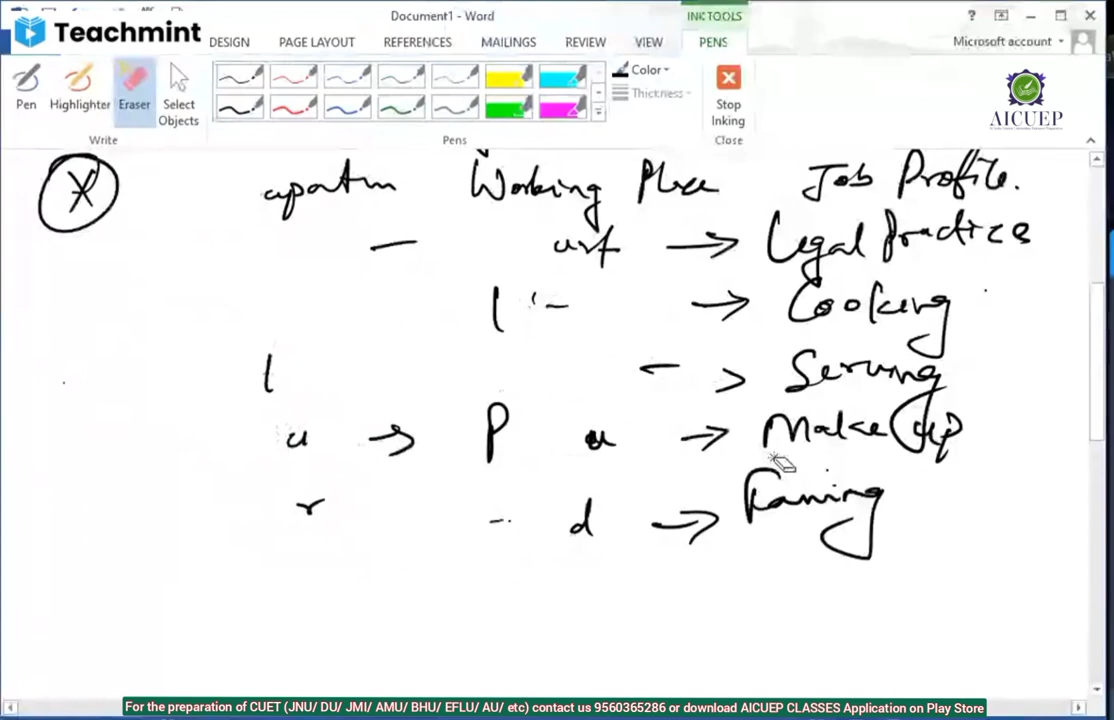 Document1 - Word
INK TOOLS
Teachmint
DESIGN PAGE LAYOUT REFERENCES MAILINGS REVIEW VIEW PENS
Microsoft account
Pen Highlighter Eraser Select Objects
Color
Thickness
Stop Inking
Write Pens Close
AICUEP
Working Place Job Profile.
→ Legal Practice
→ Cooking
> Serving
→ P → Make up
r - d →
For the preparation of CUET (JNU/ DU/ JMI/ AMU/ BHU/ EFLU/ AU/ etc) contact us 9560365286 or download AICUEP CLASSES Application on Play Store